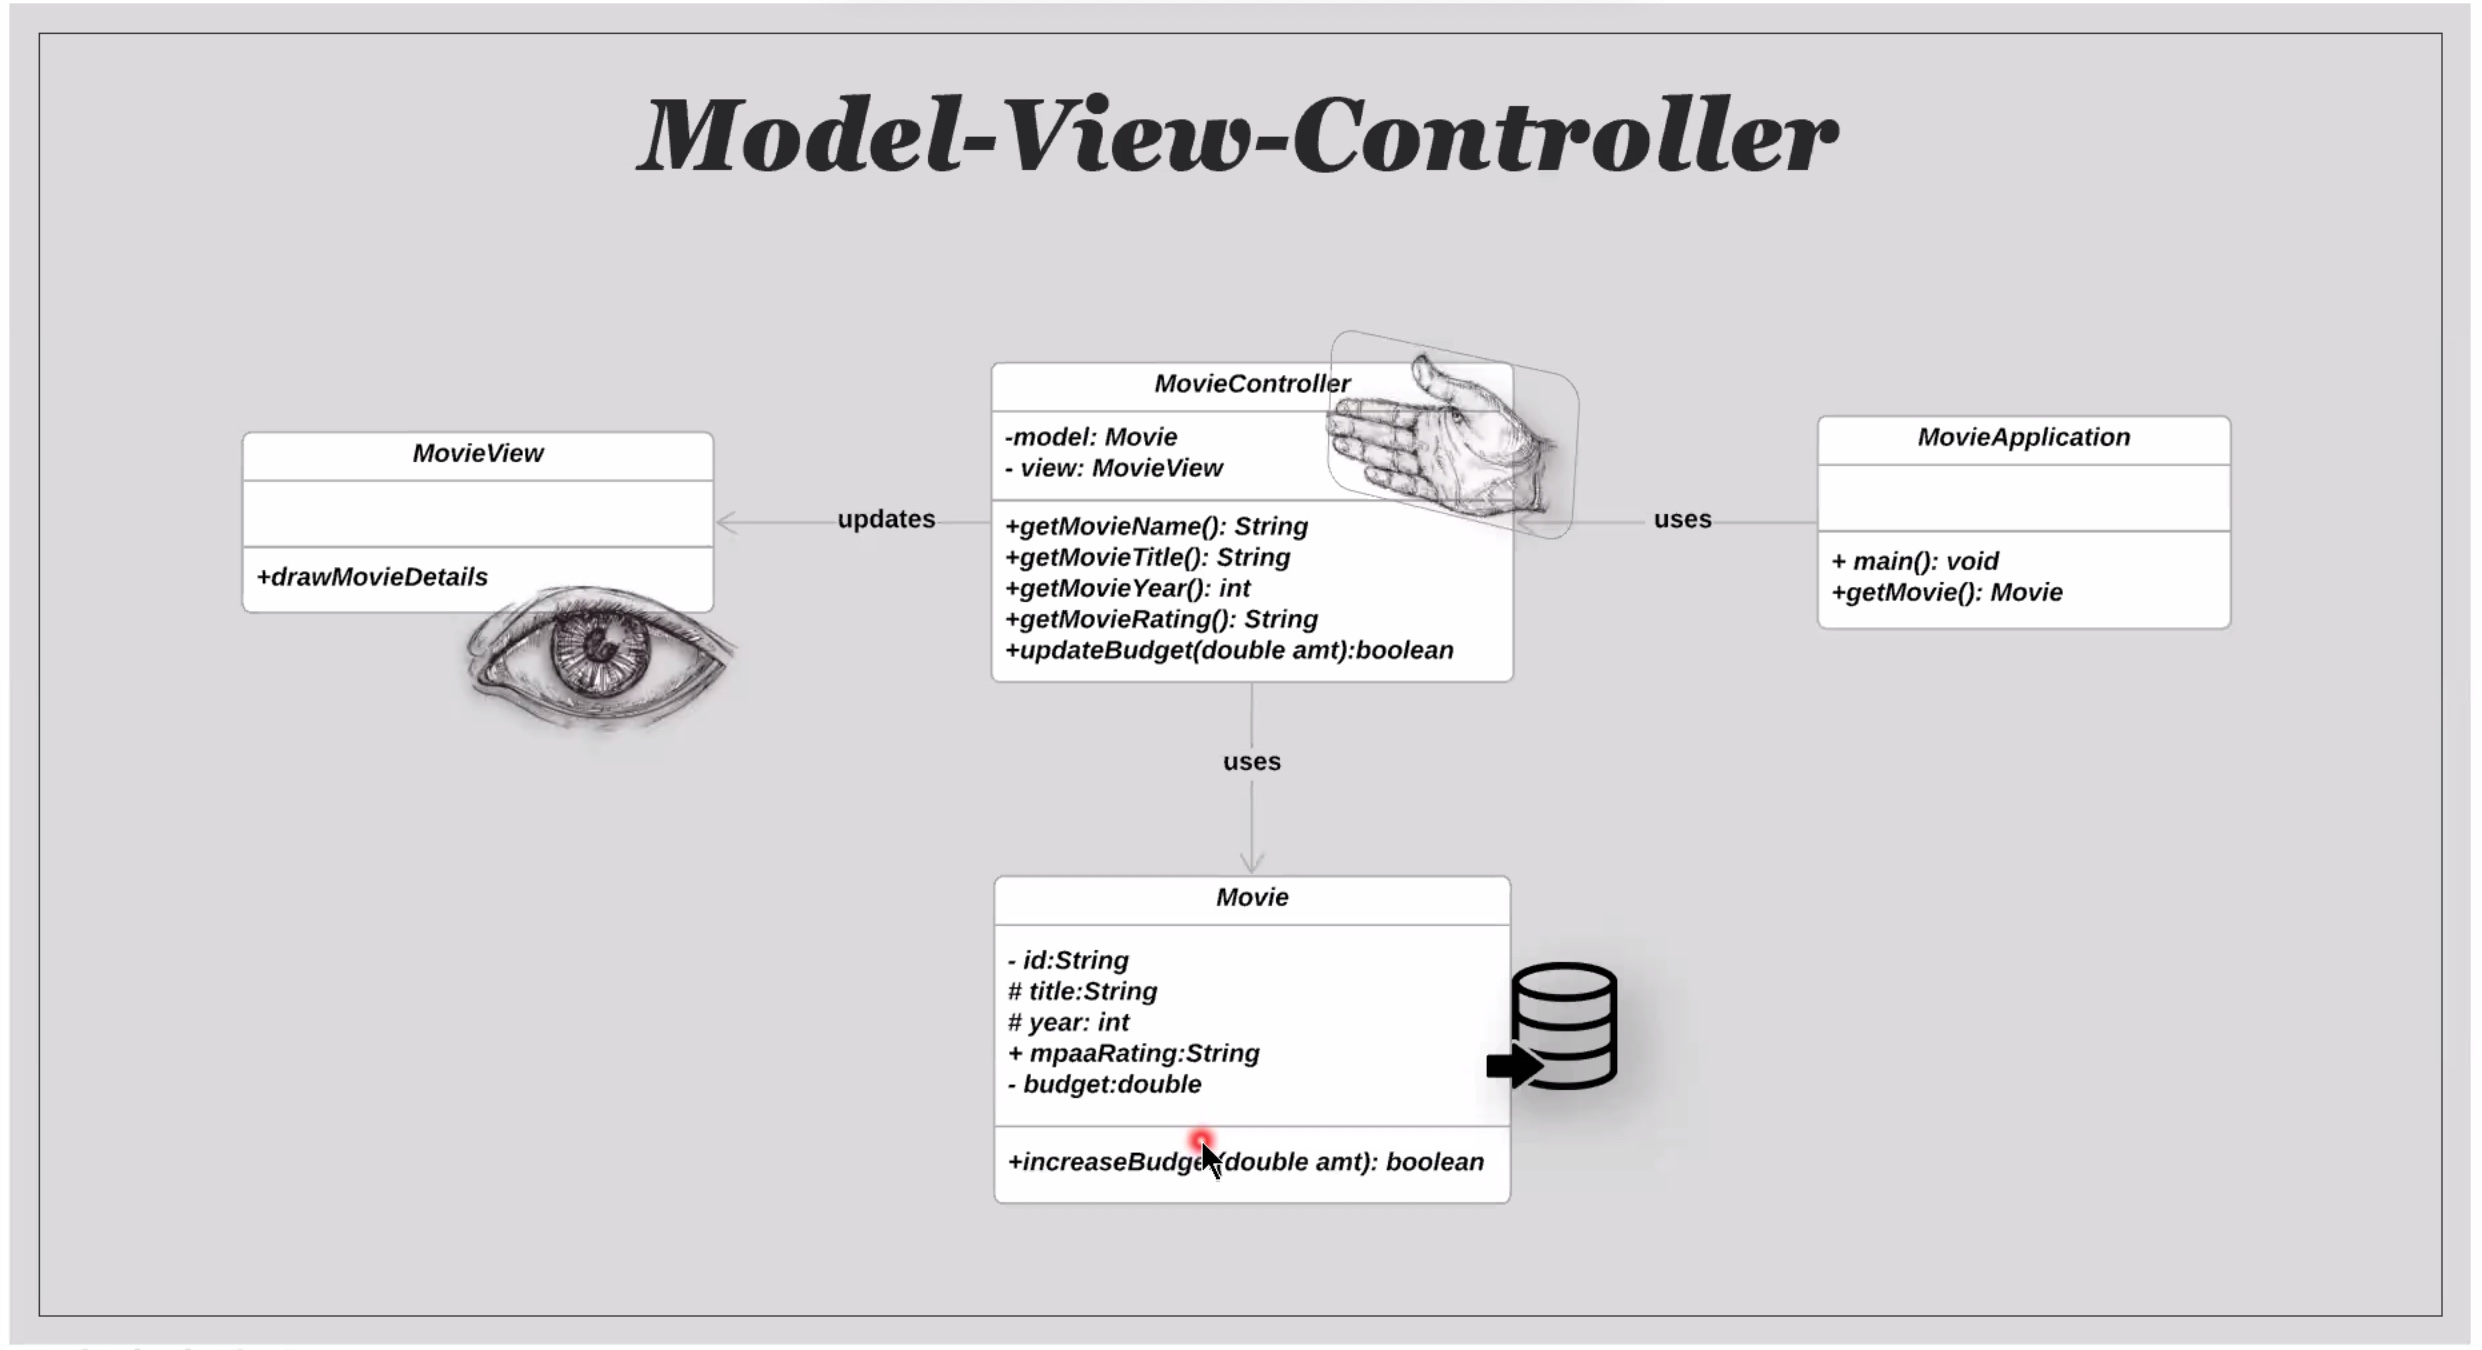 Model-View-Controller
MovieView
+drawMovieDetails
updates
MovieController
-model: Movie
- view: MovieView
+getMovieName(): String
+getMovieTitle(): String
+getMovieYear(): int
+getMovieRating(): String
+updateBudget(double amt):boolean
uses
MovieApplication
+ main(): void
+getMovie(): Movie
uses
Movie
- id:String
# title:String
# year: int
+ mpaaRating:String
- budget:double
+increaseBudget(double amt): boolean